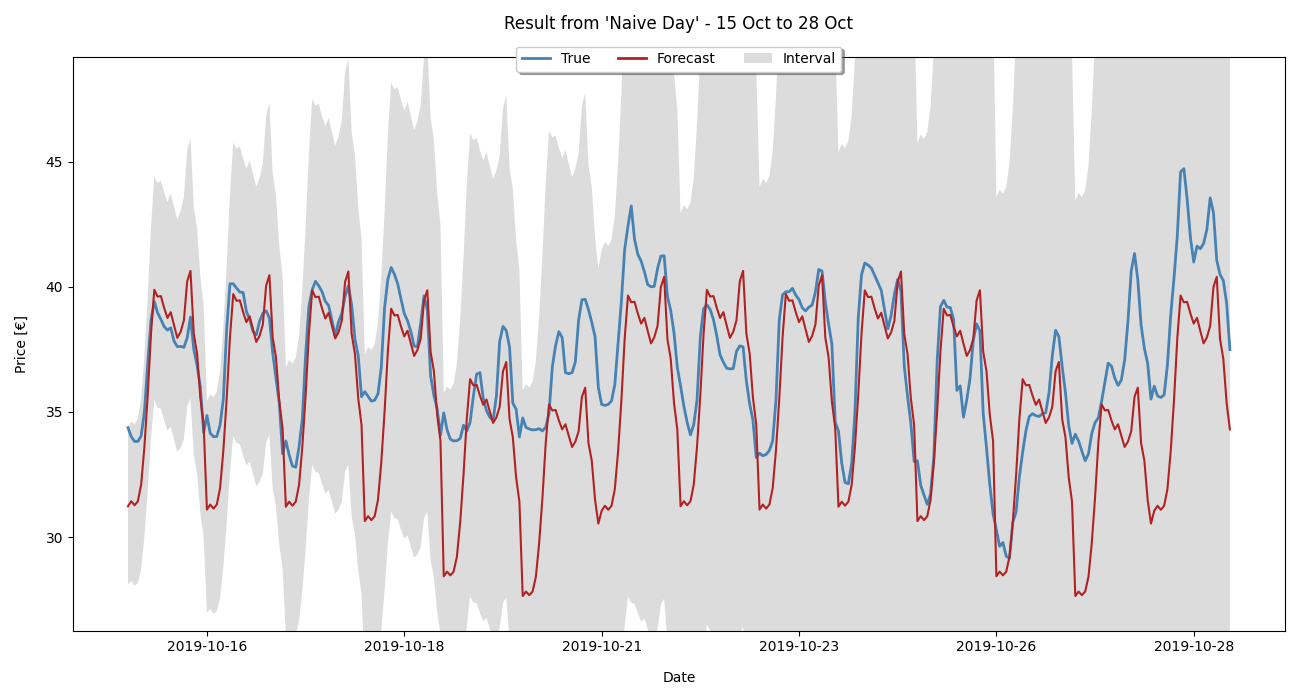 Result from 'Naive Day' - 15 Oct to 28 Oct
True
Forecast
Interval
Price [€]
45
40
35
30
2019-10-16
2019-10-18
2019-10-21
2019-10-23
2019-10-26
2019-10-28
Date